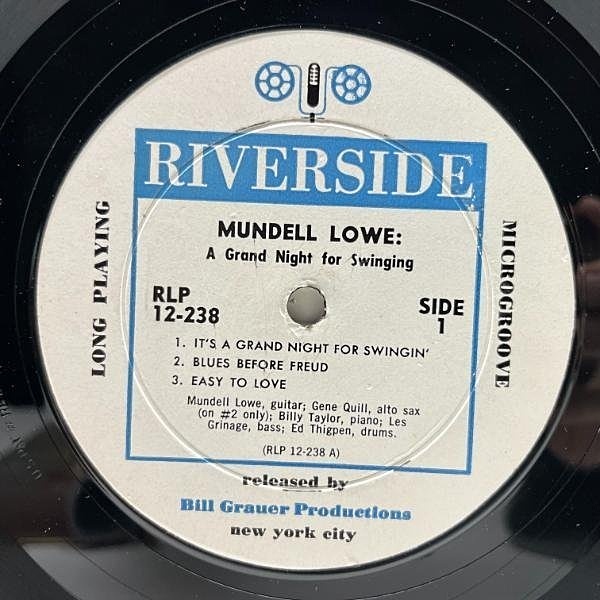 RIVERSIDE
MUNDELL LOWE:
A Grand Night for Swinging
LONG PLAYING
MICROGROOVE
RLP
12-238
SIDE
1
1. IT'S A GRAND NIGHT FOR SWINGIN'
2. BLUES BEFORE FREUD
3. EASY TO LOVE
Mundell Lowe, guitar; Gene Quill, alto sax
(on #2 only); Billy Taylor, piano; Les
Grinage, bass; Ed Thigpen, drums.
(RLP 12-238 A)
released by
Bill Grauer Productions
new york city